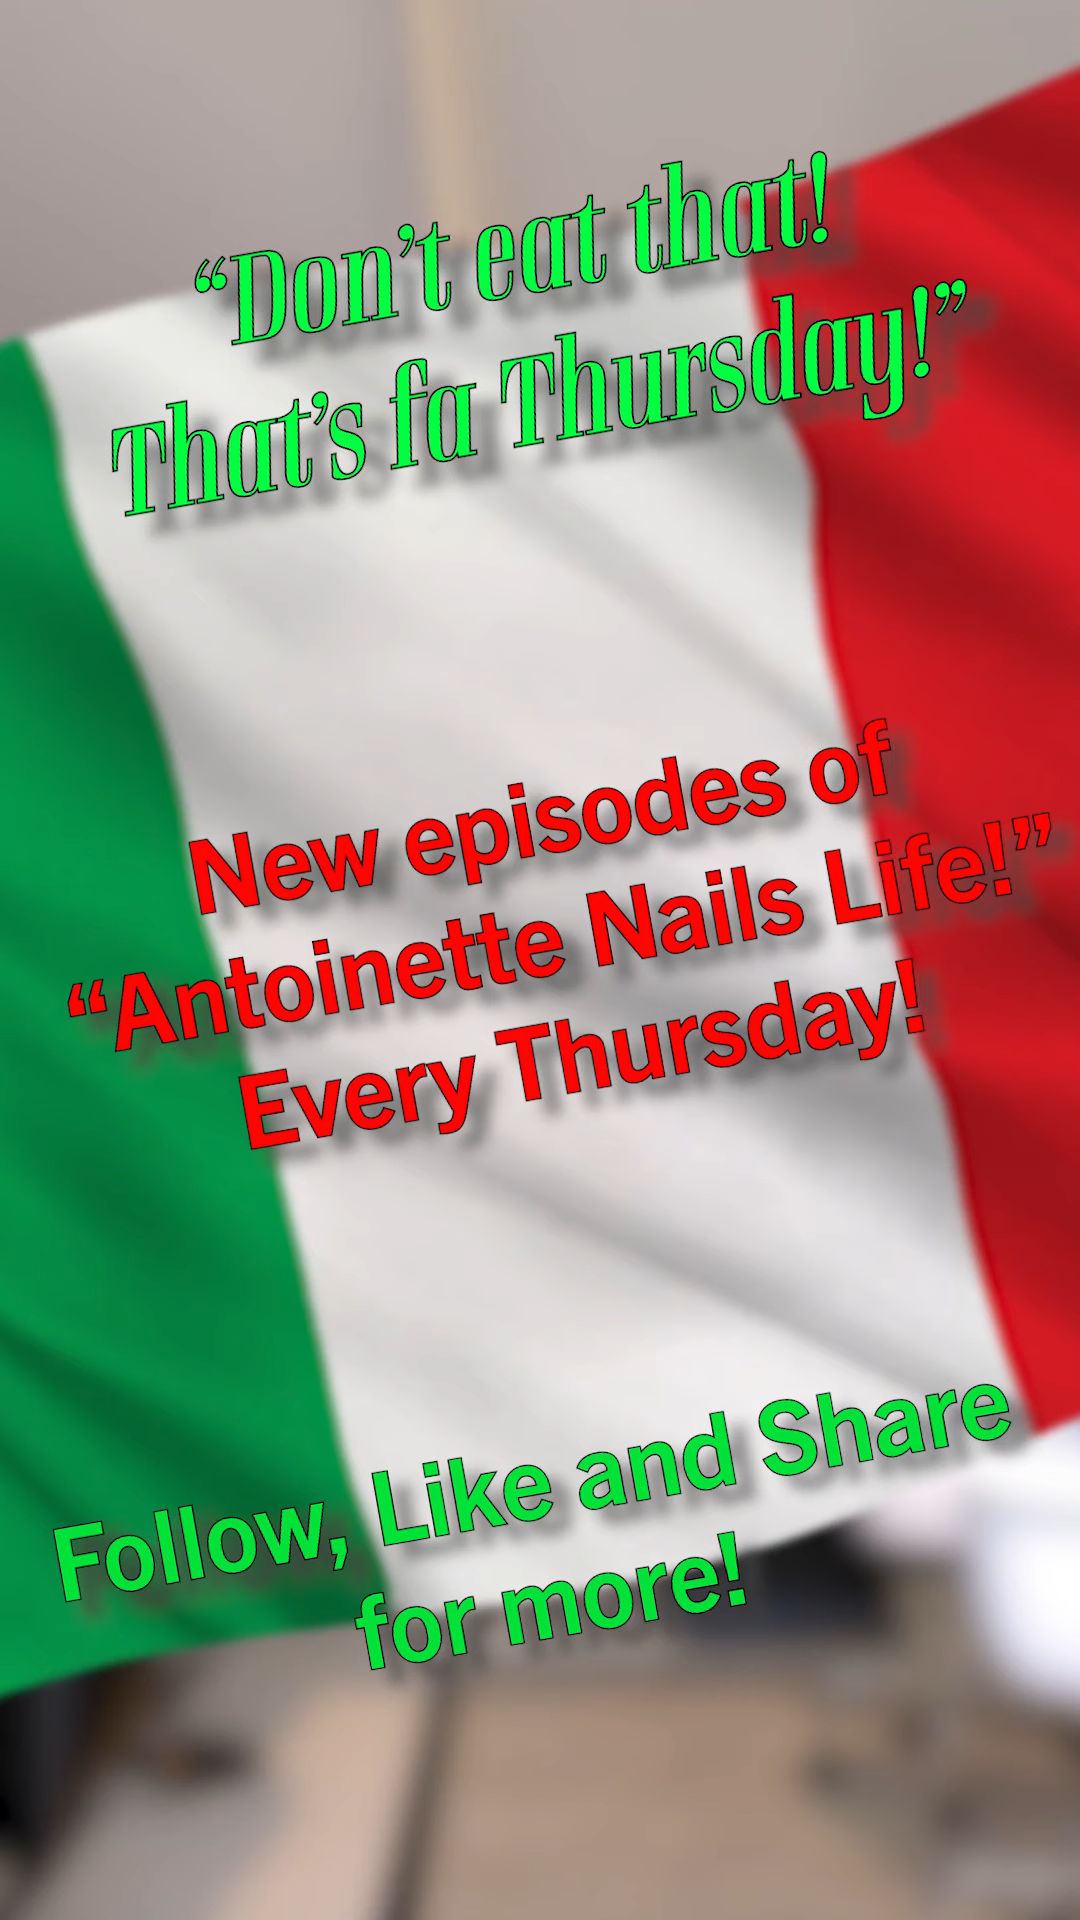 “Don’t eat that!
That’s fa Thursday!”
New episodes of
“Antoinette Nails Life!”
Every Thursday!
Follow, Like and Share
for more!